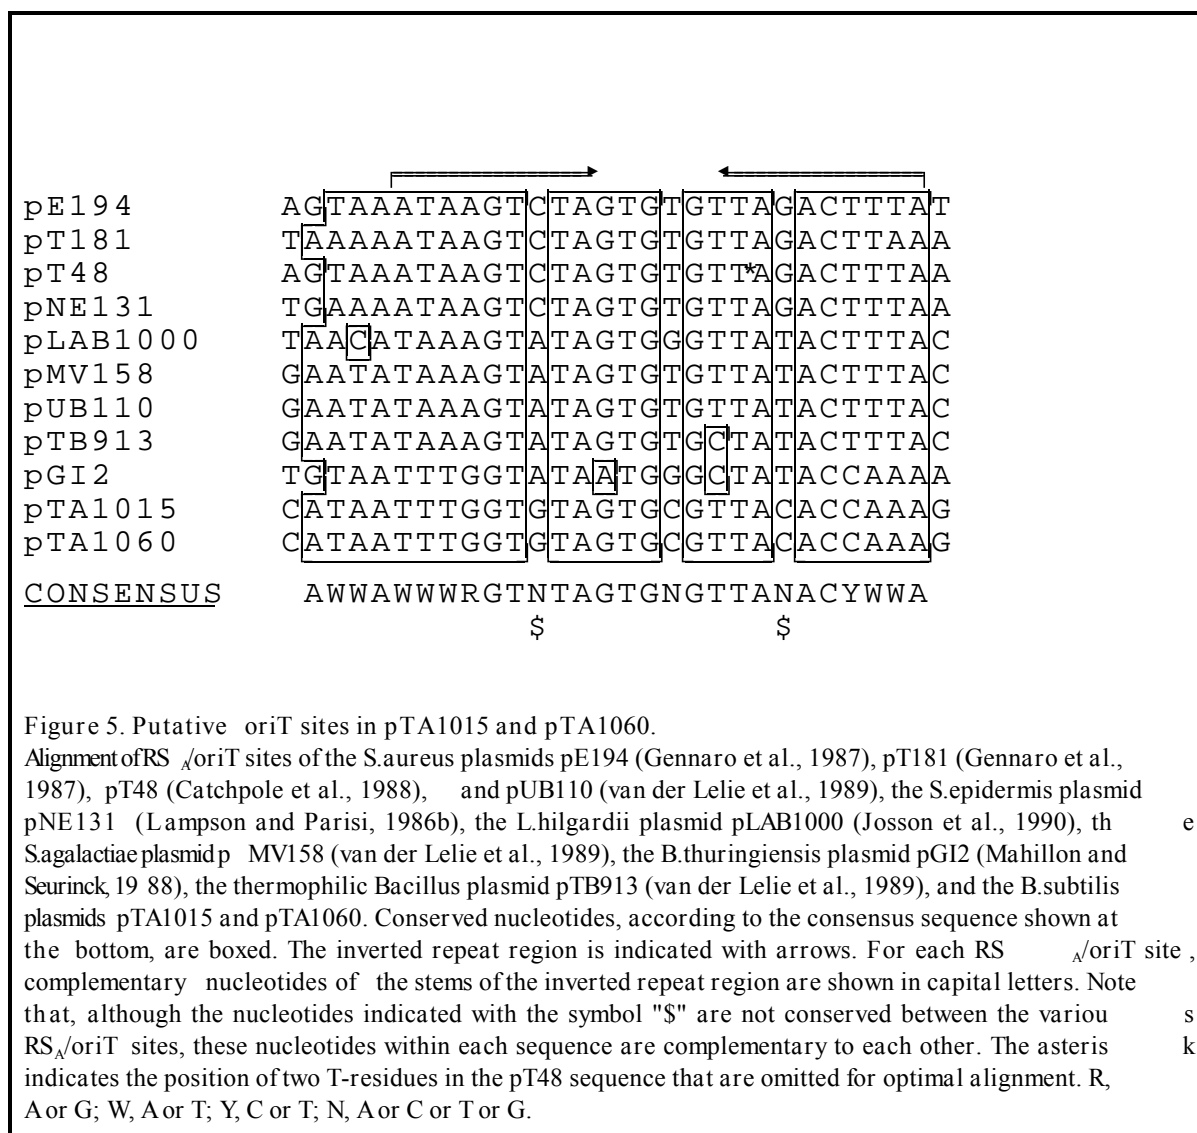 pE194 AGTAAATAAGTCTAGTGTGTTAGACTTTAT
pT181 TAAAAATAAGTCTAGTGTGTTAGACTTAAA
pT48 AGTAAATAAGTCTAGTGTGTT*AGACTTTAA
pNE131 TGAAAATAAGTCTAGTGTGTTAGACTTTAA
pLAB1000 TAACATAAAGTATAGTGGGTTATACTTTAC
pMV158 GAATATAAAGTATAGTGTGTTATACTTTAC
pUB110 GAATATAAAGTATAGTGTGTTATACTTTAC
pTB913 GAATATAAAGTATAGTGTGCTATACTTTAC
pGI2 TGTAATTTGGTATAATGGGCTATACCAAAA
pTA1015 CATAATTTGGTGTAGTGCGTTACACCAAAG
pTA1060 CATAATTTGGTGTAGTGCGTTACACCAAAG
CONSENSUS AWWAWWWRGTNTAGTGNGTTANACYWWA
$ $
Figure 5. Putative oriT sites in pTA1015 and pTA1060.
Alignment of RS A/oriT sites of the S.aureus plasmids pE194 (Gennaro et al., 1987), pT181 (Gennaro et al.,
1987), pT48 (Catchpole et al., 1988), and pUB110 (van der Lelie et al., 1989), the S.epidermis plasmid
pNE131 (Lampson and Parisi, 1986b), the L.hilgardii plasmid pLAB1000 (Josson et al., 1990), th e
S.agalactiae plasmid p MV158 (van der Lelie et al., 1989), the B.thuringiensis plasmid pGI2 (Mahillon and
Seurinck, 19 88), the thermophilic Bacillus plasmid pTB913 (van der Lelie et al., 1989), and the B.subtilis
plasmids pTA1015 and pTA1060. Conserved nucleotides, according to the consensus sequence shown at
the bottom, are boxed. The inverted repeat region is indicated with arrows. For each RS A/oriT site ,
complementary nucleotides of the stems of the inverted repeat region are shown in capital letters. Note
that, although the nucleotides indicated with the symbol "$" are not conserved between the variou s
RSA/oriT sites, these nucleotides within each sequence are complementary to each other. The asteris k
indicates the position of two T-residues in the pT48 sequence that are omitted for optimal alignment. R,
A or G; W, A or T; Y, C or T; N, A or C or T or G.